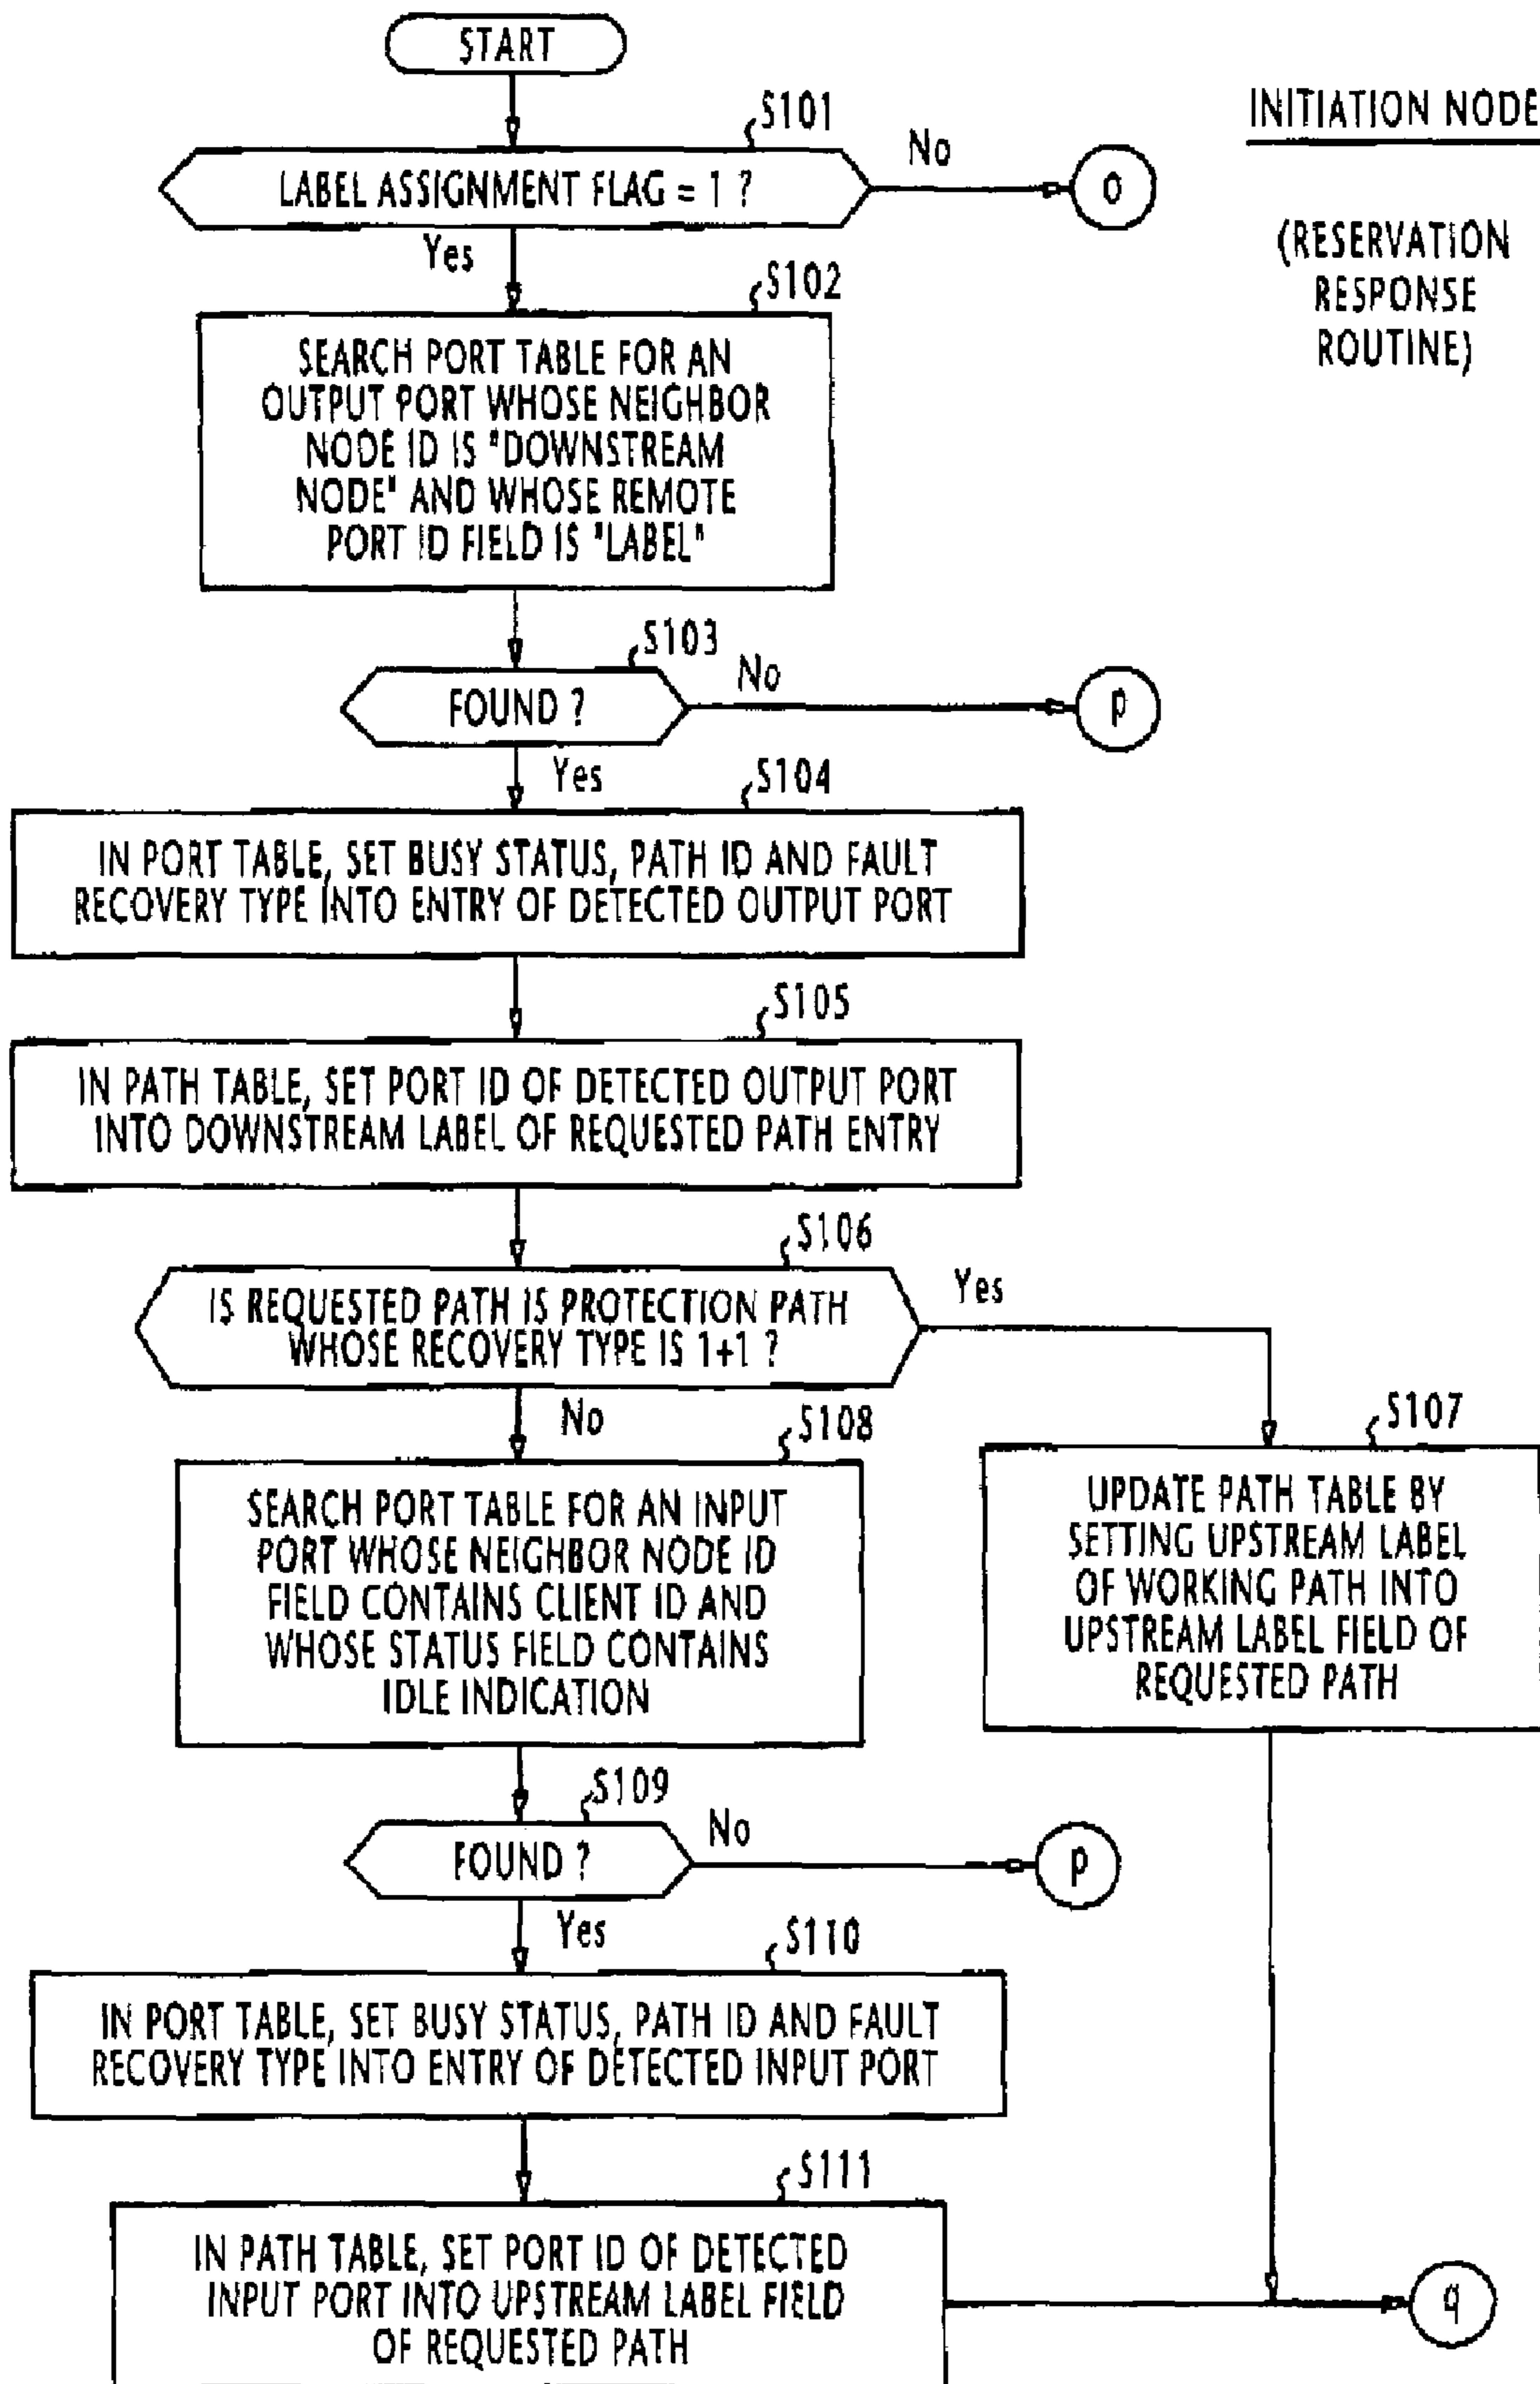 START
INITIATION NODE
(RESERVATION
RESPONSE
ROUTINE)
S101
LABEL ASSIGNMENT FLAG = 1 ?
No
o
Yes
S102
SEARCH PORT TABLE FOR AN
OUTPUT PORT WHOSE NEIGHBOR
NODE ID IS "DOWNSTREAM
NODE" AND WHOSE REMOTE
PORT ID FIELD IS "LABEL"
S103
FOUND ?
No
p
Yes
S104
IN PORT TABLE, SET BUSY STATUS, PATH ID AND FAULT
RECOVERY TYPE INTO ENTRY OF DETECTED OUTPUT PORT
S105
IN PATH TABLE, SET PORT ID OF DETECTED OUTPUT PORT
INTO DOWNSTREAM LABEL OF REQUESTED PATH ENTRY
S106
IS REQUESTED PATH IS PROTECTION PATH
WHOSE RECOVERY TYPE IS 1+1 ?
Yes
No
S107
UPDATE PATH TABLE BY
SETTING UPSTREAM LABEL
OF WORKING PATH INTO
UPSTREAM LABEL FIELD OF
REQUESTED PATH
S108
SEARCH PORT TABLE FOR AN INPUT
PORT WHOSE NEIGHBOR NODE ID
FIELD CONTAINS CLIENT ID AND
WHOSE STATUS FIELD CONTAINS
IDLE INDICATION
S109
FOUND ?
No
p
Yes
S110
IN PORT TABLE, SET BUSY STATUS, PATH ID AND FAULT
RECOVERY TYPE INTO ENTRY OF DETECTED INPUT PORT
S111
IN PATH TABLE, SET PORT ID OF DETECTED
INPUT PORT INTO UPSTREAM LABEL FIELD
OF REQUESTED PATH
q